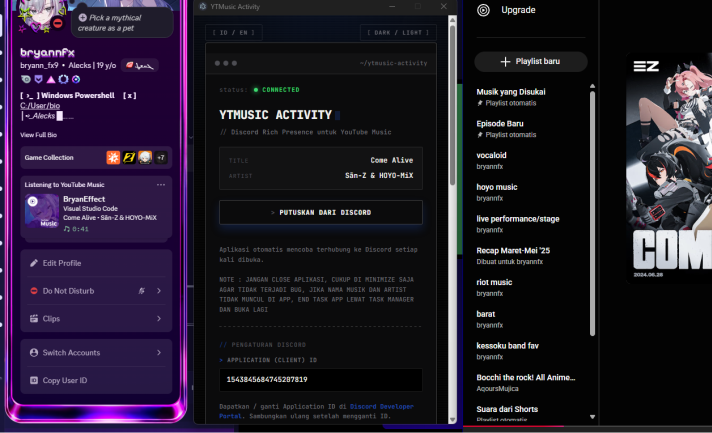 Pick a mythical
creature as a pet
bryannfx
bryann_fx9 • Alecks | 19 y/o
[ >_ ] Windows Powershell [ x ]
C:/User/bio
_Alecks
View Full Bio
Game Collection
+7
Listening to YouTube Music
BryanEffect
Visual Studio Code
Come Alive - Sān-Z & HOYO-MiX
0:41
Music
Edit Profile
Do Not Disturb
Clips
Switch Accounts
Copy User ID
YTMusic Activity
[ ID / EN ]
[ DARK / LIGHT ]
~/ytmusic-activity
status: CONNECTED
YTMUSIC ACTIVITY
// Discord Rich Presence untuk YouTube Music
TITLE Come Alive
ARTIST Sān-Z & HOYO-MiX
> PUTUSKAN DARI DISCORD
Aplikasi otomatis mencoba terhubung ke Discord setiap
kali dibuka.
NOTE : JANGAN CLOSE APLIKASI, CUKUP DI MINIMIZE SAJA
AGAR TIDAK TERJADI BUG, JIKA NAMA MUSIK DAN ARTIST
TIDAK MUNCUL DI APP, END TASK APP LEWAT TASK MANAGER
DAN BUKA LAGI
// PENGATURAN DISCORD
> APPLICATION (CLIENT) ID
1543845684745207819
Dapatkan / ganti Application ID di Discord Developer
Portal. Sambungkan ulang setelah mengganti ID.
Upgrade
Playlist baru
Musik yang Disukai
Playlist otomatis
Episode Baru
Playlist otomatis
vocaloid
bryannfx
hoyo music
bryannfx
live performance/stage
bryannfx
Recap Maret-Mei '25
Dibuat untuk bryannfx
riot music
bryannfx
barat
bryannfx
kessoku band fav
bryannfx
Bocchi the rock! All Anime...
AqoursMujica
Suara dari Shorts
Playlist otomatis
COM
2024.06.28